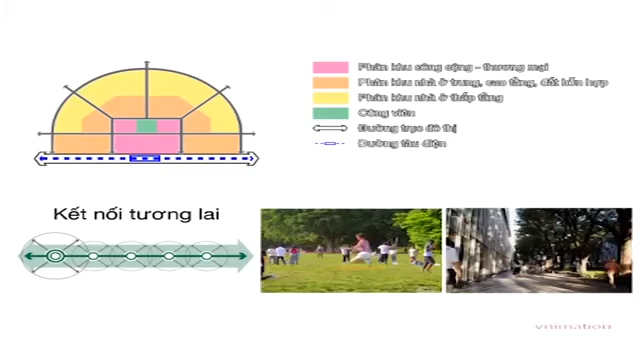 Phân khu công cộng - thương mại
Phân khu nhà ở trung, cao tầng, đất hỗn hợp
Phân khu nhà ở thấp tầng
Công viên
Đường trục đô thị
Đường tàu điện
Kết nối tương lai
vnimation